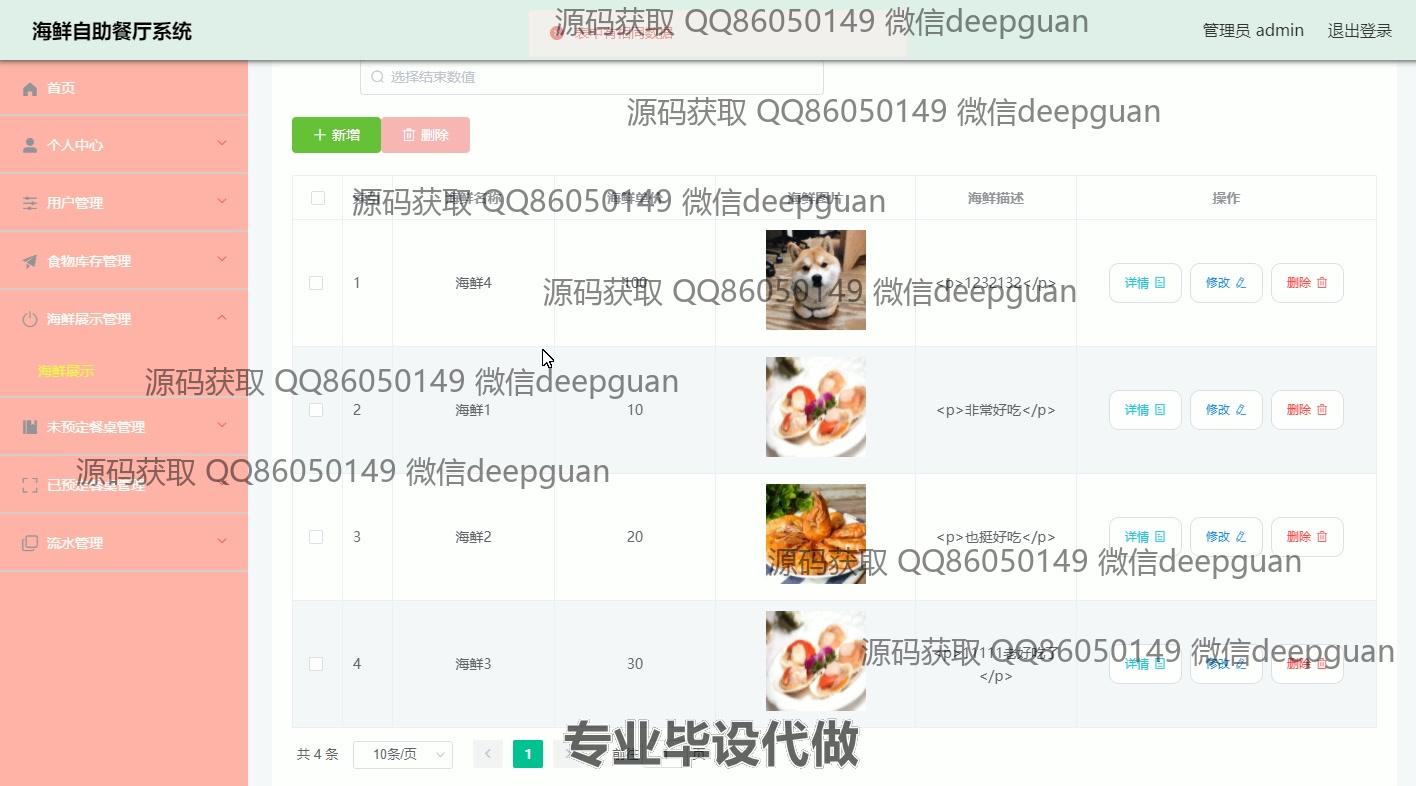 海鲜自助餐厅系统
源码获取 QQ86050149 微信deepguan
表中有相同数据
管理员 admin
退出登录
首页
选择结束数值
源码获取 QQ86050149 微信deepguan
新增
删除
个人中心
用户管理
源码获取 QQ86050149 微信deepguan
海鲜名称
海鲜单价
海鲜图片
海鲜描述
操作
食物库存管理
1
海鲜4
100
<p>1232132</p>
详情
修改
删除
源码获取 QQ86050149 微信deepguan
海鲜展示管理
海鲜展示
源码获取 QQ86050149 微信deepguan
2
海鲜1
10
<p>非常好吃</p>
详情
修改
删除
未预定餐桌管理
源码获取 QQ86050149 微信deepguan
已预定餐桌管理
流水管理
3
海鲜2
20
<p>也挺好吃</p>
详情
修改
删除
源码获取 QQ86050149 微信deepguan
4
海鲜3
30
</p>
详情
修改
删除
源码获取 QQ86050149 微信deepguan
共 4 条
10条/页
1
前往
页
专业毕设代做